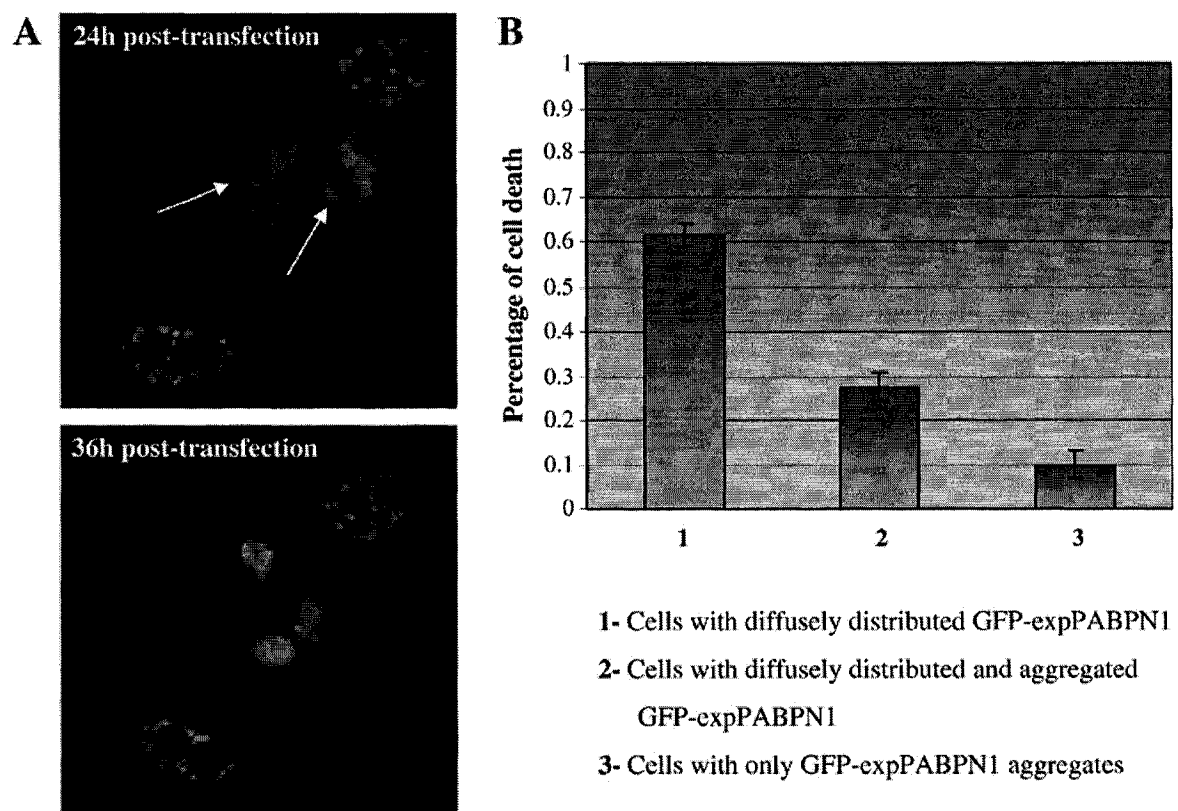 A
24h post-transfection
36h post-transfection
B
Percentage of cell death
1
0.9
0.8
0.7
0.6
0.5
0.4
0.3
0.2
0.1
0
1 2 3
1- Cells with diffusely distributed GFP-expPABPN1
2- Cells with diffusely distributed and aggregated
GFP-expPABPN1
3- Cells with only GFP-expPABPN1 aggregates